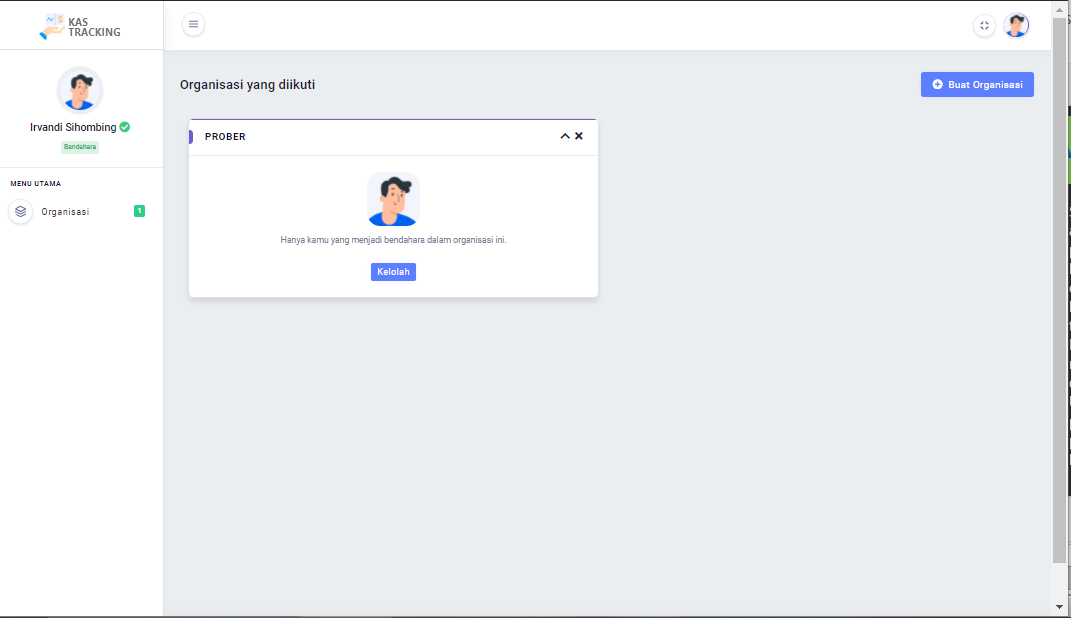 KAS
TRACKING
Irvandi Sihombing
Bendahara
MENU UTAMA
Organisasi
1
Organisasi yang diikuti
Buat Organisasi
PROBER
Hanya kamu yang menjadi bendahara dalam organisasi ini.
Kelolah